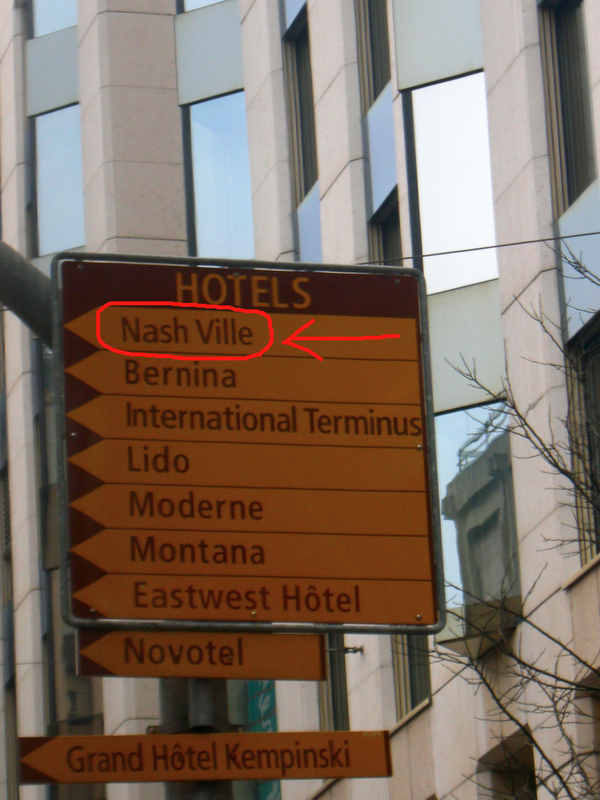 HOTELS
Nash Ville
Bernina
International Terminus
Lido
Moderne
Montana
Eastwest Hôtel
Novotel
Grand Hôtel Kempinski